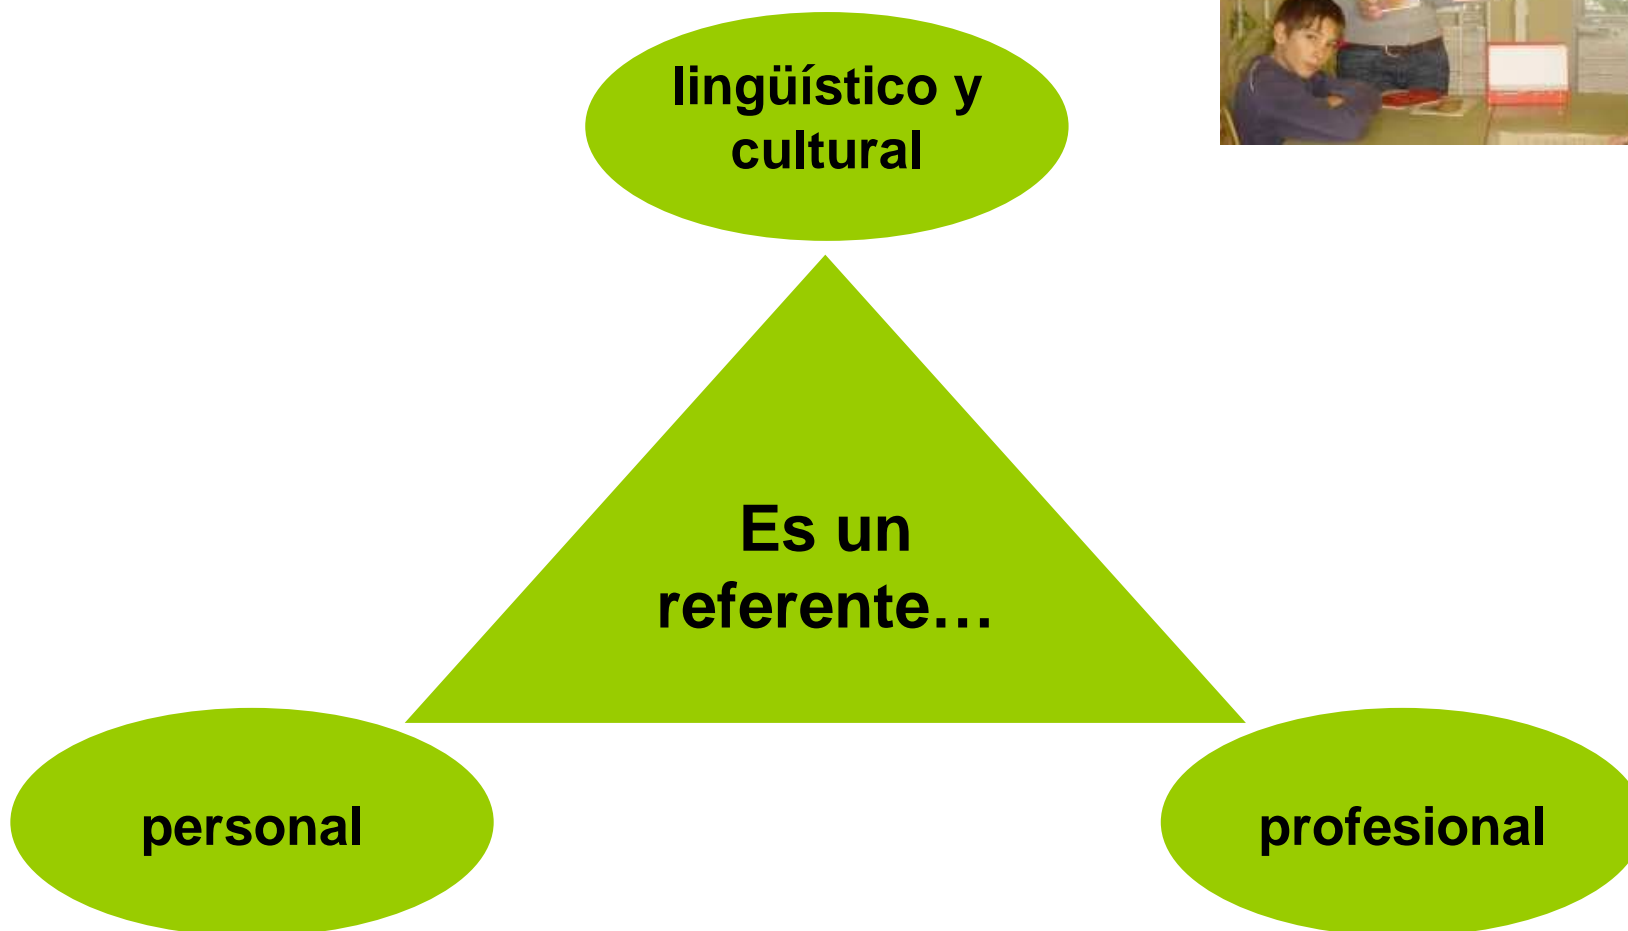 lingüístico y
cultural
Es un
referente…
personal
profesional